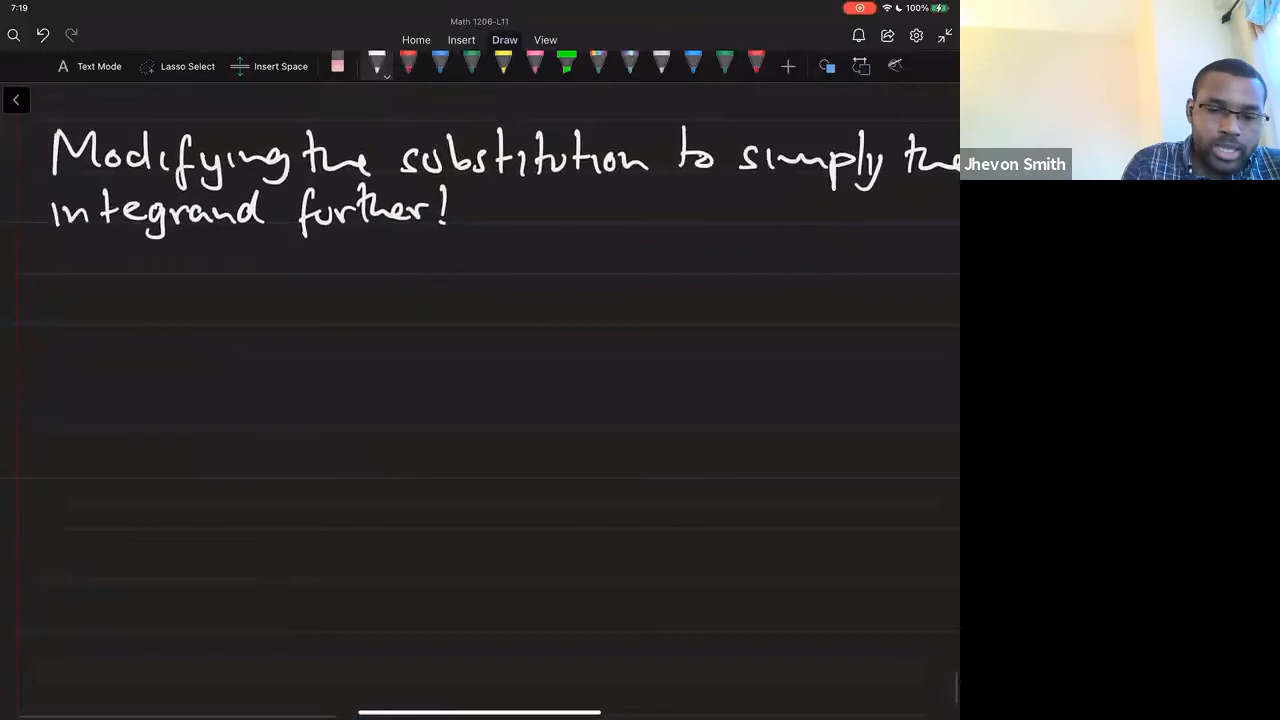 7:19
100%
Math 1206-L11
Home Insert Draw View
Text Mode Lasso Select Insert Space
Modifying the substitution to simply the
integrand further!
Jhevon Smith